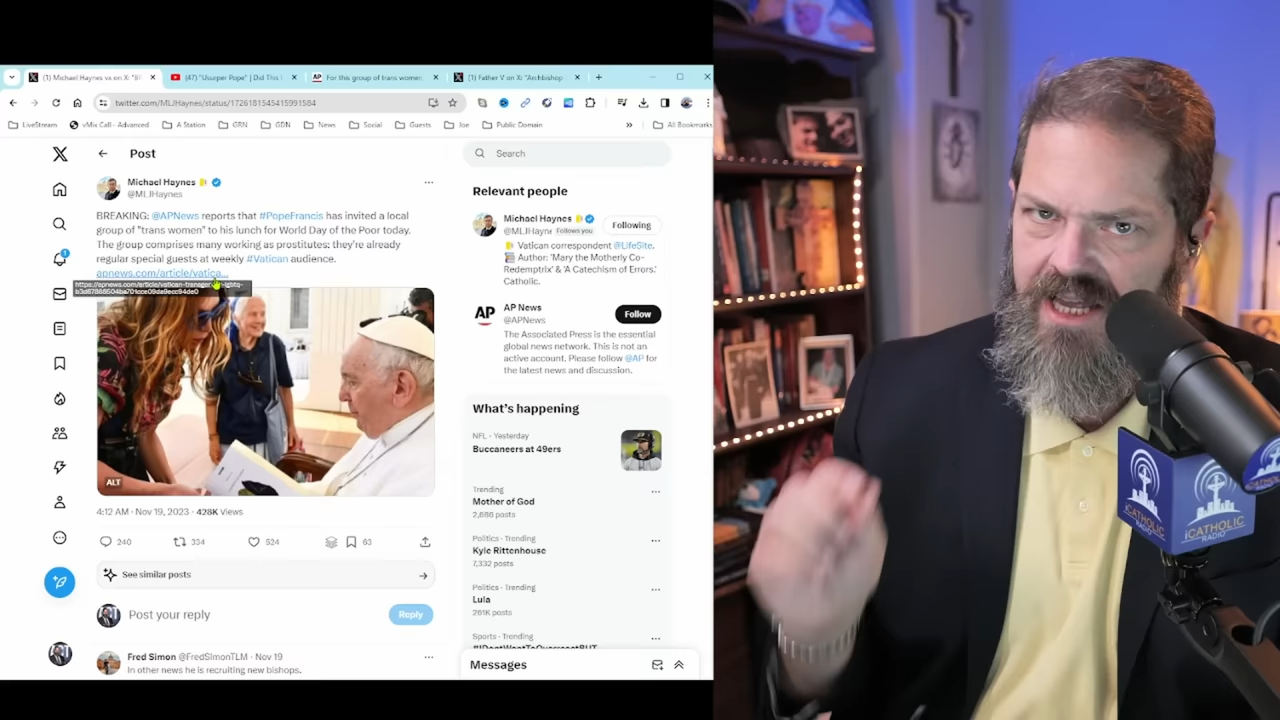 (1) Michael Haynes vs on X: "B
(47) "Usurper Pope" | Did This
For this group of trans women
(1) Father V on X: "Archbishop
twitter.com/MLJHaynes/status/1726181545415991584
LiveStream
vMix Call - Advanced
A Station
GRN
GDN
News
Social
Guests
Joe
Public Domain
»
All Bookmarks
Post
Michael Haynes
@MLJHaynes
BREAKING: @APNews reports that #PopeFrancis has invited a local
group of "trans women" to his lunch for World Day of the Poor today.
The group comprises many working as prostitutes: they're already
regular special guests at weekly #Vatican audience.
apnews.com/article/vatica...
ALT
4:12 AM · Nov 19, 2023 · 428K Views
240
334
524
63
See similar posts
Post your reply
Reply
Fred Simon @FredSimonTLM · Nov 19
In other news he is recruiting new bishops.
Search
Relevant people
Michael Haynes
@MLJHayne Follows you
Following
Vatican correspondent @LifeSite.
Author: 'Mary the Motherly Co-
Redemptrix' & 'A Catechism of Errors.'
Catholic.
AP
AP News
@APNews
Follow
The Associated Press is the essential
global news network. This is not an
active account. Please follow @AP for
the latest news and discussion.
What's happening
NFL · Yesterday
Buccaneers at 49ers
Trending
Mother of God
2,666 posts
Politics · Trending
Kyle Rittenhouse
7,332 posts
Politics · Trending
Lula
261K posts
Sports · Trending
Messages
iCATHOLIC
RADIO
iCATHOLIC
RADIO